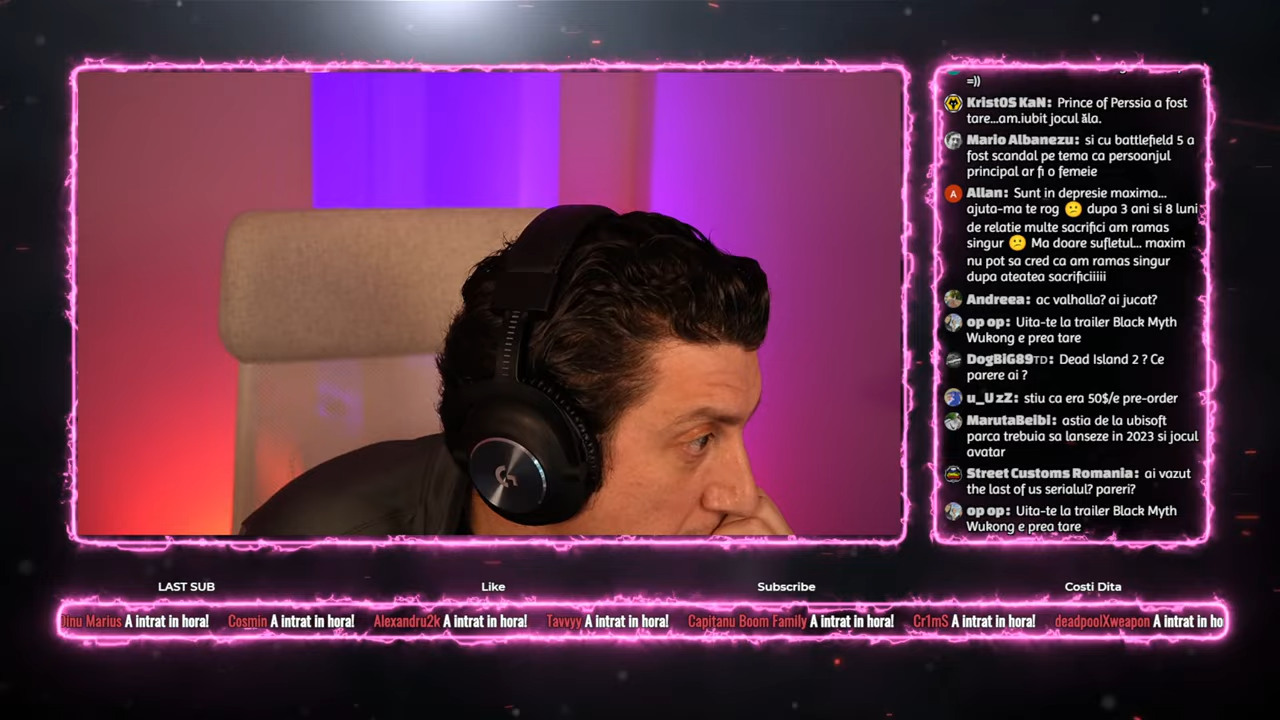 =))
KristOS KaN: Prince of Perssia a fost
tare...am.iubit jocul ăla.
Mario Albanezu: si cu battlefield 5 a
fost scandal pe tema ca persoanjul
principal ar fi o femeie
A Allan: Sunt in depresie maxima...
ajuta-ma te rog 😕 dupa 3 ani si 8 luni
de relatie multe sacrifici am ramas
singur 😕 Ma doare sufletul... maxim
nu pot sa cred ca am ramas singur
dupa ateatea sacrificiiiii
Andreea: ac valhalla? ai jucat?
op op: Uita-te la trailer Black Myth
Wukong e prea tare
DogBiG89TD: Dead Island 2 ? Ce
parere ai ?
u_U zZ: stiu ca era 50$/e pre-order
MarutaBeibi: astia de la ubisoft
parca trebuia sa lanseze in 2023 si jocul
avatar
Street Customs Romania: ai vazut
the last of us serialul? pareri?
op op: Uita-te la trailer Black Myth
Wukong e prea tare
LAST SUB Like Subscribe Costi Dita
Dinu Marius A intrat in hora! Cosmin A intrat in hora! Alexandru2k A intrat in hora! Tavvyy A intrat in hora! Capitanu Boom Family A intrat in hora! Cr1mS A intrat in hora! deadpoolXweapon A intrat in ho